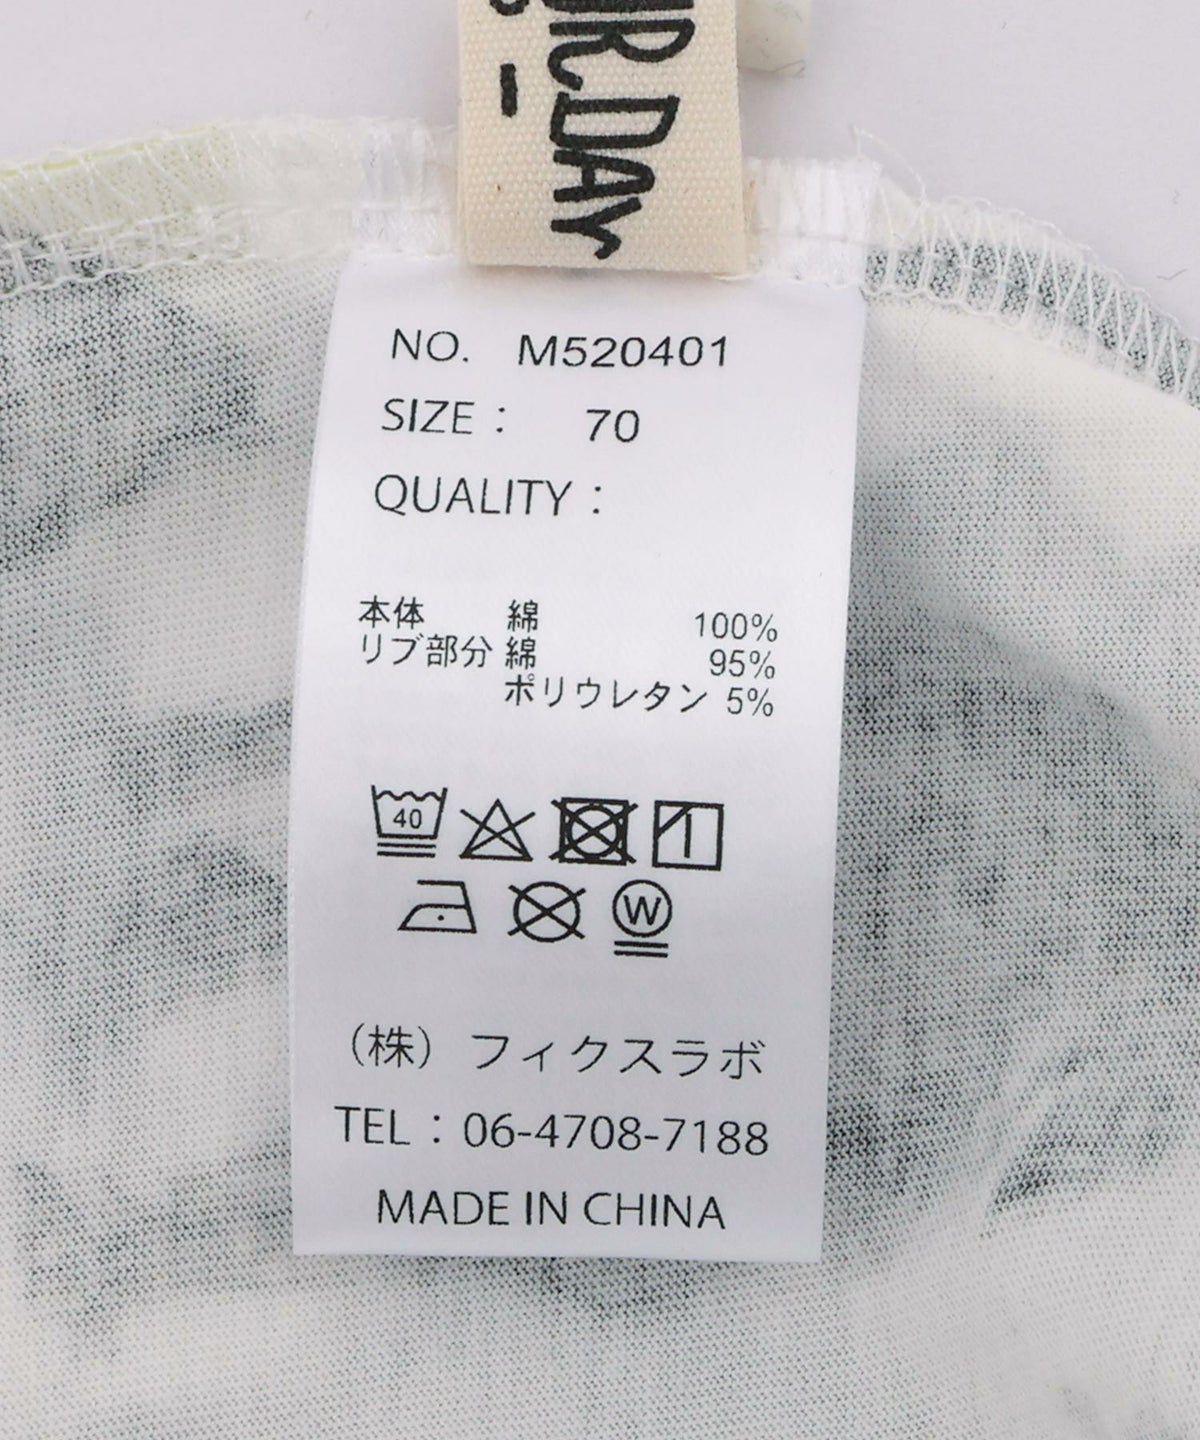 DAY
NO. M520401
SIZE : 70
QUALITY :
本体 綿 100%
リブ部分 綿 95%
ポリウレタン 5%
40
W
(株) フィクスラボ
TEL : 06-4708-7188
MADE IN CHINA